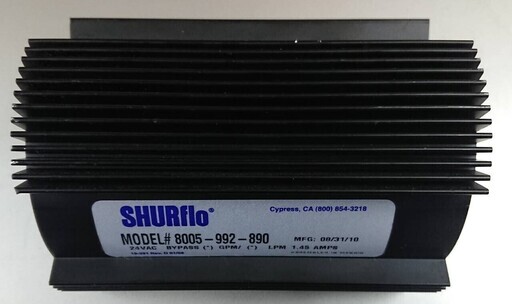 SHURflo®
Cypress, CA (800) 854-3218
MODEL# 8005-992-890
MFG: 08/31/10
24VAC BYPASS (*) GPM/ (*) LPM 1.45 AMPS